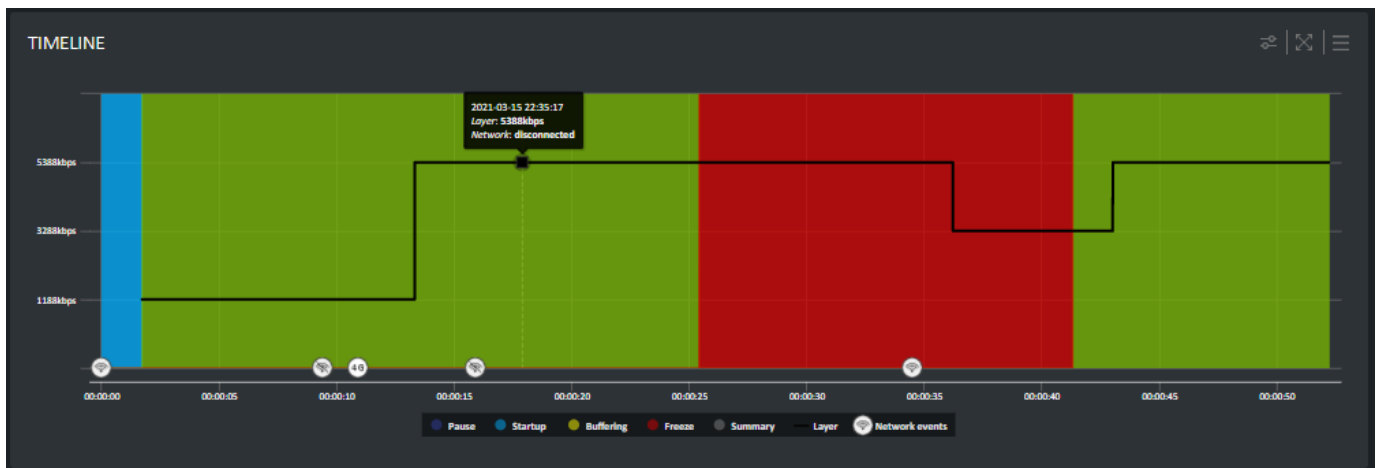 TIMELINE
2021-03-15 22:35:17
Layer: 5388kbps
Network: disconnected
5388kbps
3288kbps
1188kbps
4G
00:00:00 00:00:05 00:00:10 00:00:15 00:00:20 00:00:25 00:00:30 00:00:35 00:00:40 00:00:45 00:00:50
Pause Startup Buffering Freeze Summary Layer Network events